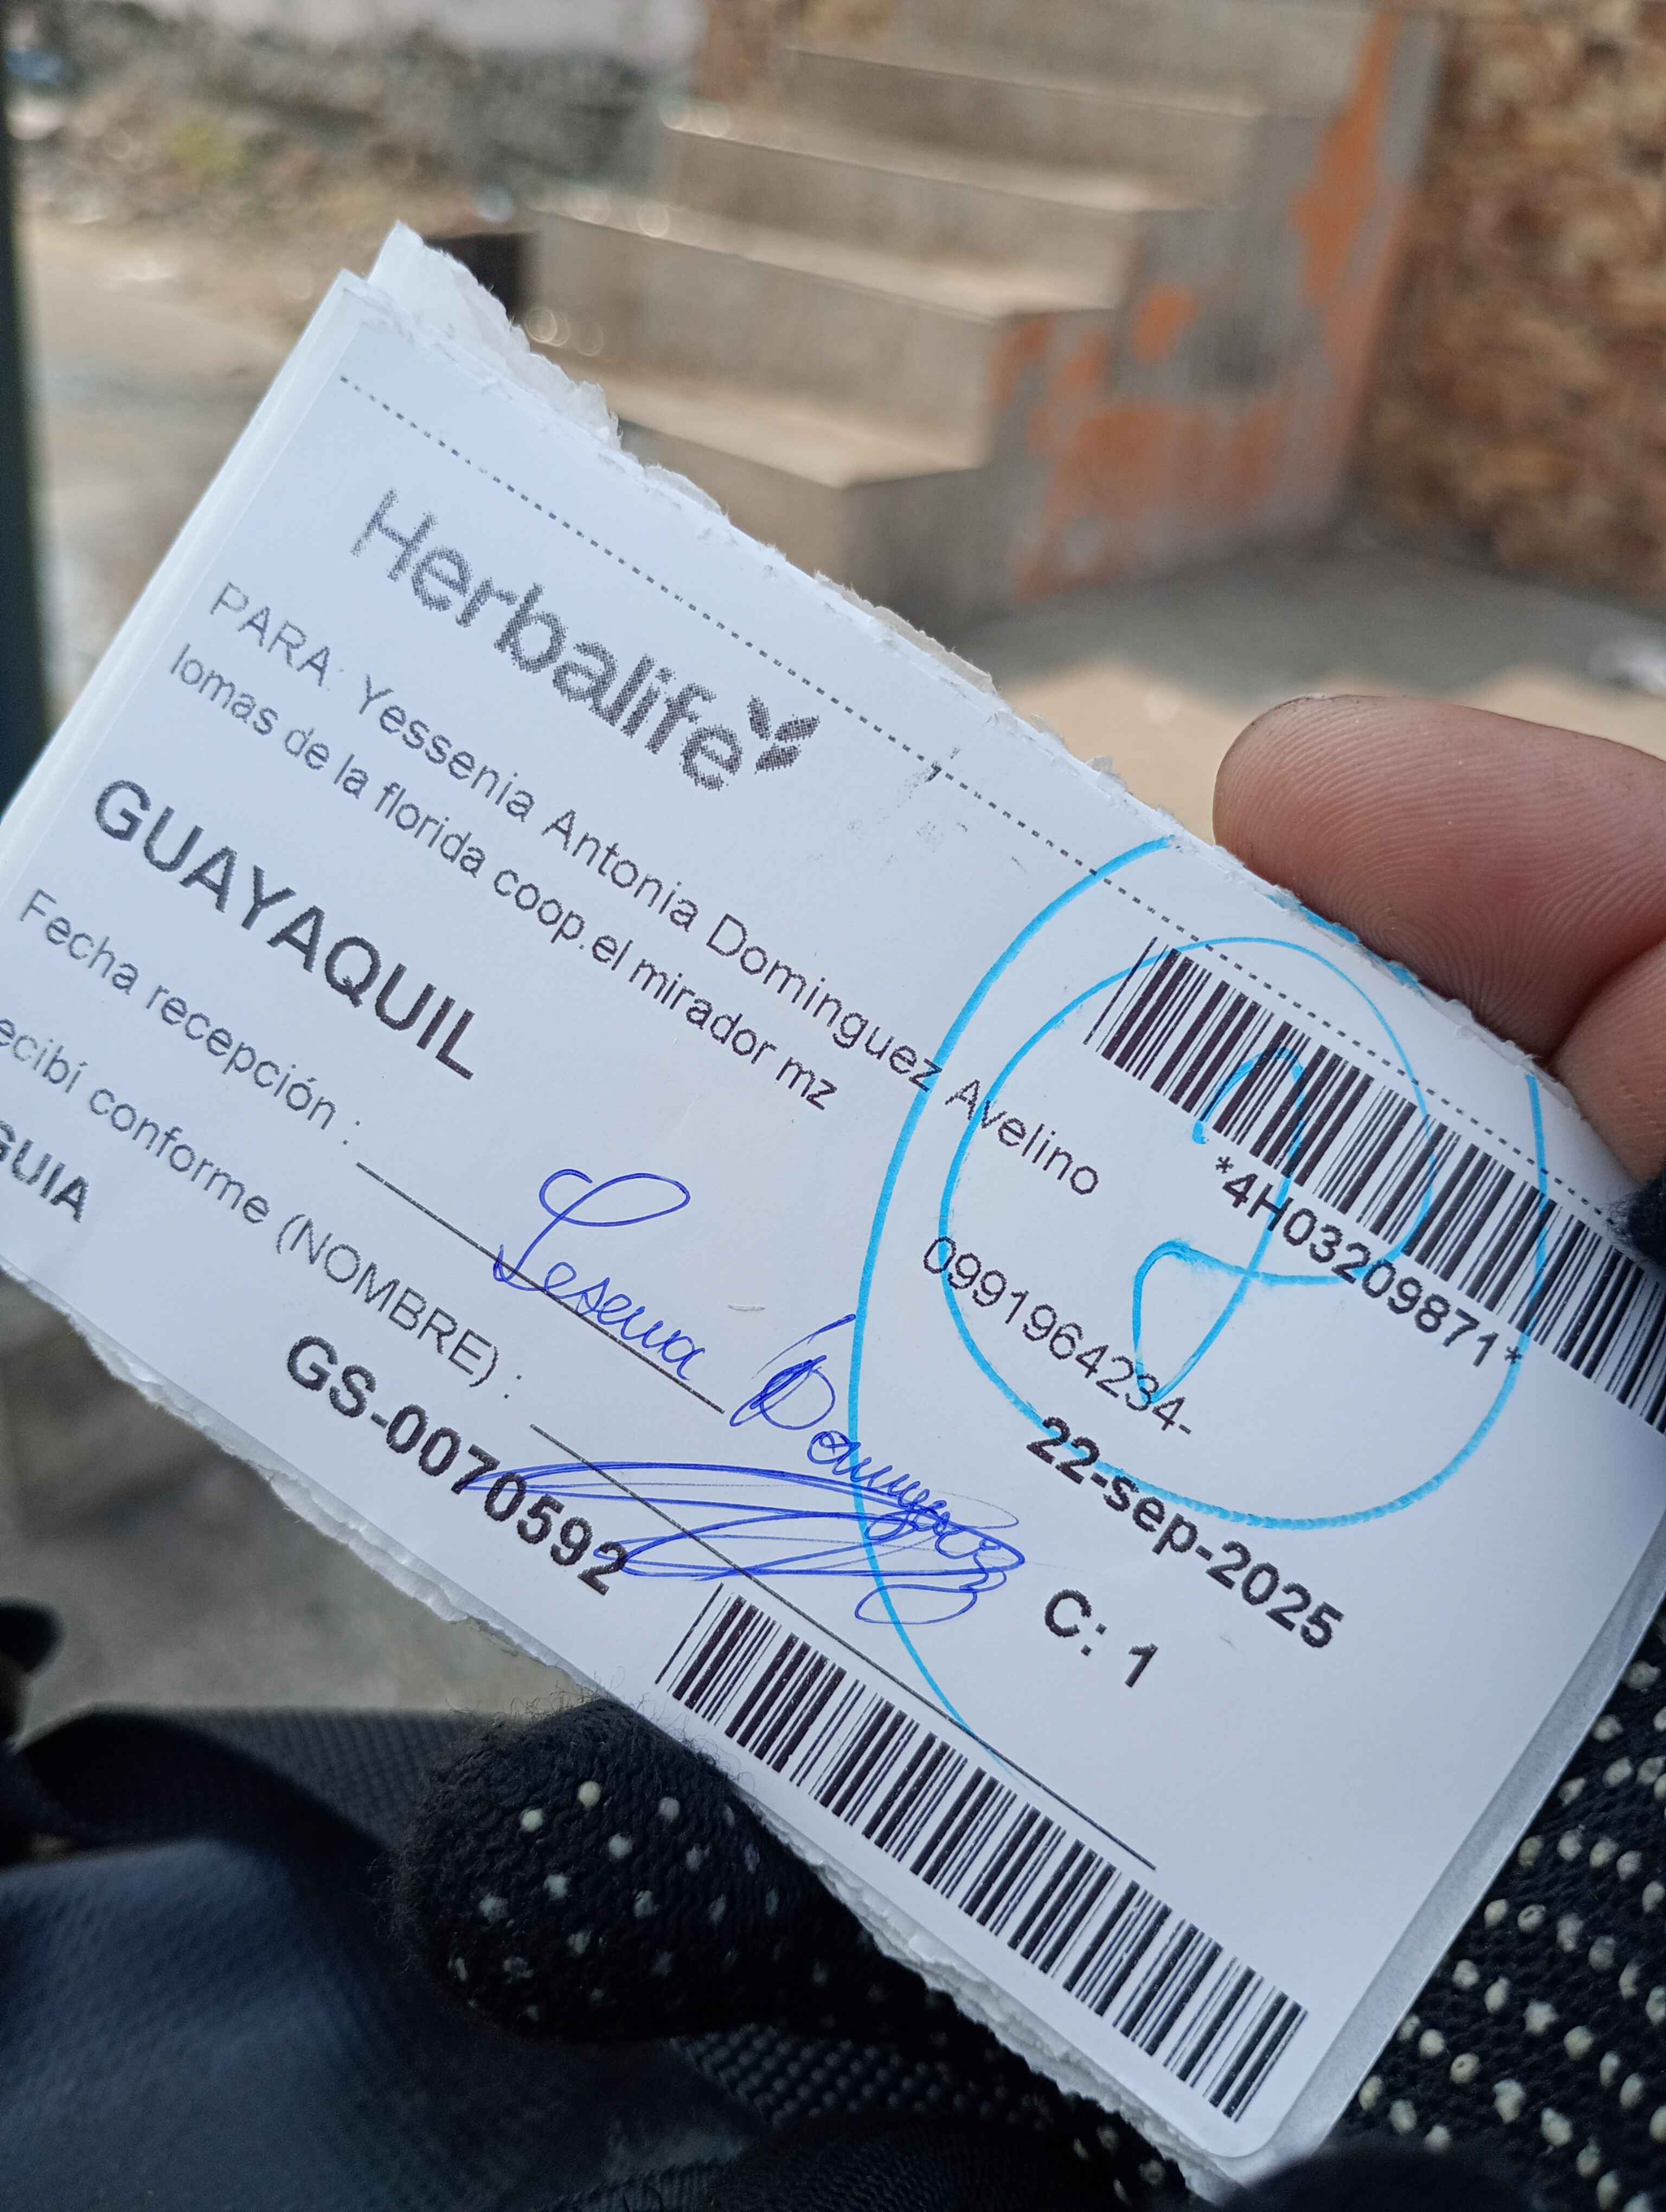 Herbalife
*4H03209871*
PARA: Yessenia Antonia Dominguez Avelino
lomas de la florida coop.el mirador mz
0991964234-
GUAYAQUIL
22-sep-2025
Fecha recepción :
C: 1
ecibí conforme (NOMBRE) :
GUIA
GS-0070592